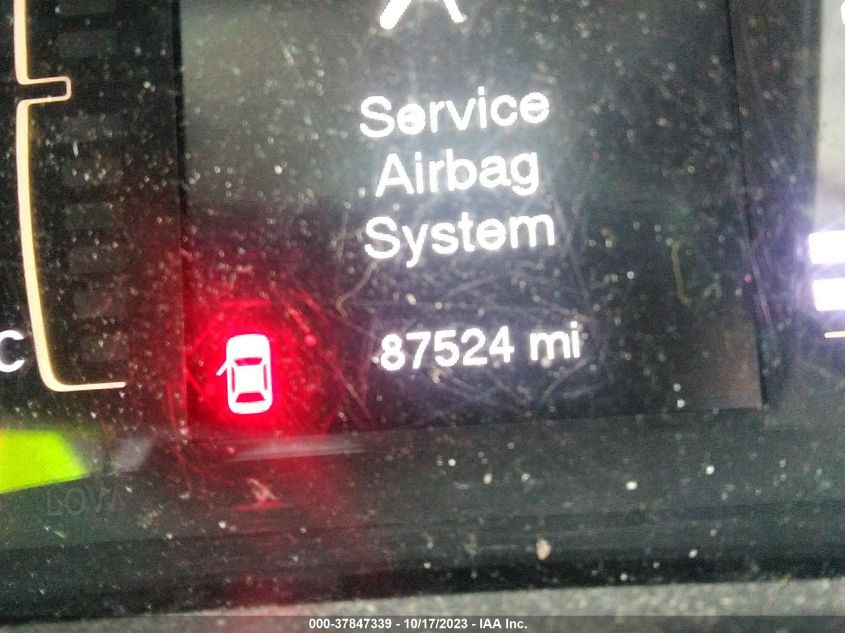 Service
Airbag
System
87524 mi
C
LOW
000-37847339 - 10/17/2023 - IAA Inc.